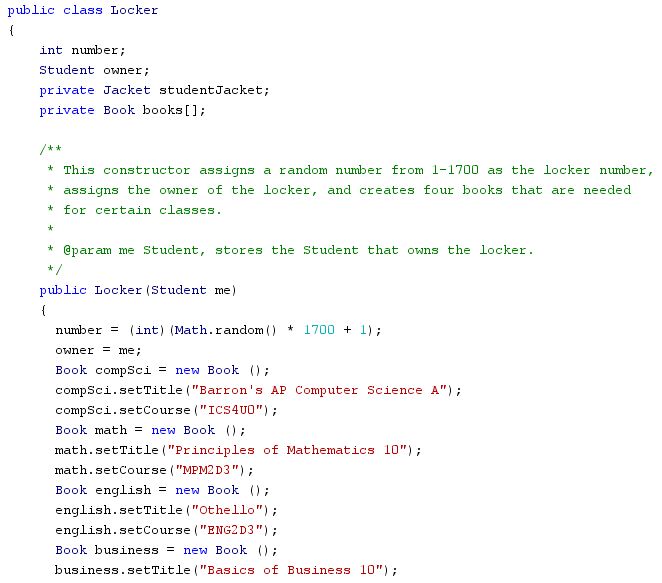 public class Locker
{
int number;
Student owner;
private Jacket studentJacket;
private Book books[];
/**
* This constructor assigns a random number from 1-1700 as the locker number,
* assigns the owner of the locker, and creates four books that are needed
* for certain classes.
*
* @param me Student, stores the Student that owns the locker.
*/
public Locker(Student me)
{
number = (int)(Math.random() * 1700 + 1);
owner = me;
Book compSci = new Book ();
compSci.setTitle("Barron's AP Computer Science A");
compSci.setCourse("ICS4U0");
Book math = new Book ();
math.setTitle("Principles of Mathematics 10");
math.setCourse("MPM2D3");
Book english = new Book ();
english.setTitle("Othello");
english.setCourse("ENG2D3");
Book business = new Book ();
business.setTitle("Basics of Business 10");